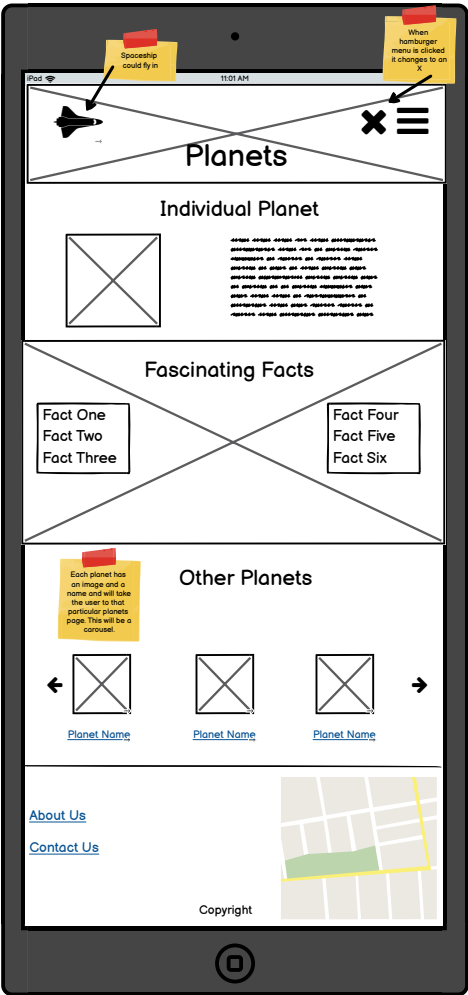 Spaceship
could fly in
When
hamburger
menu is clicked
it changes to an
X
iPad
11:01 AM
Planets
Individual Planet
Fascinating Facts
Fact One
Fact Two
Fact Three
Fact Four
Fact Five
Fact Six
Each planet has
an image and a
name and will take
the user to that
particular planets
page. This will be a
carousel.
Other Planets
Planet Name
Planet Name
Planet Name
About Us
Contact Us
Copyright